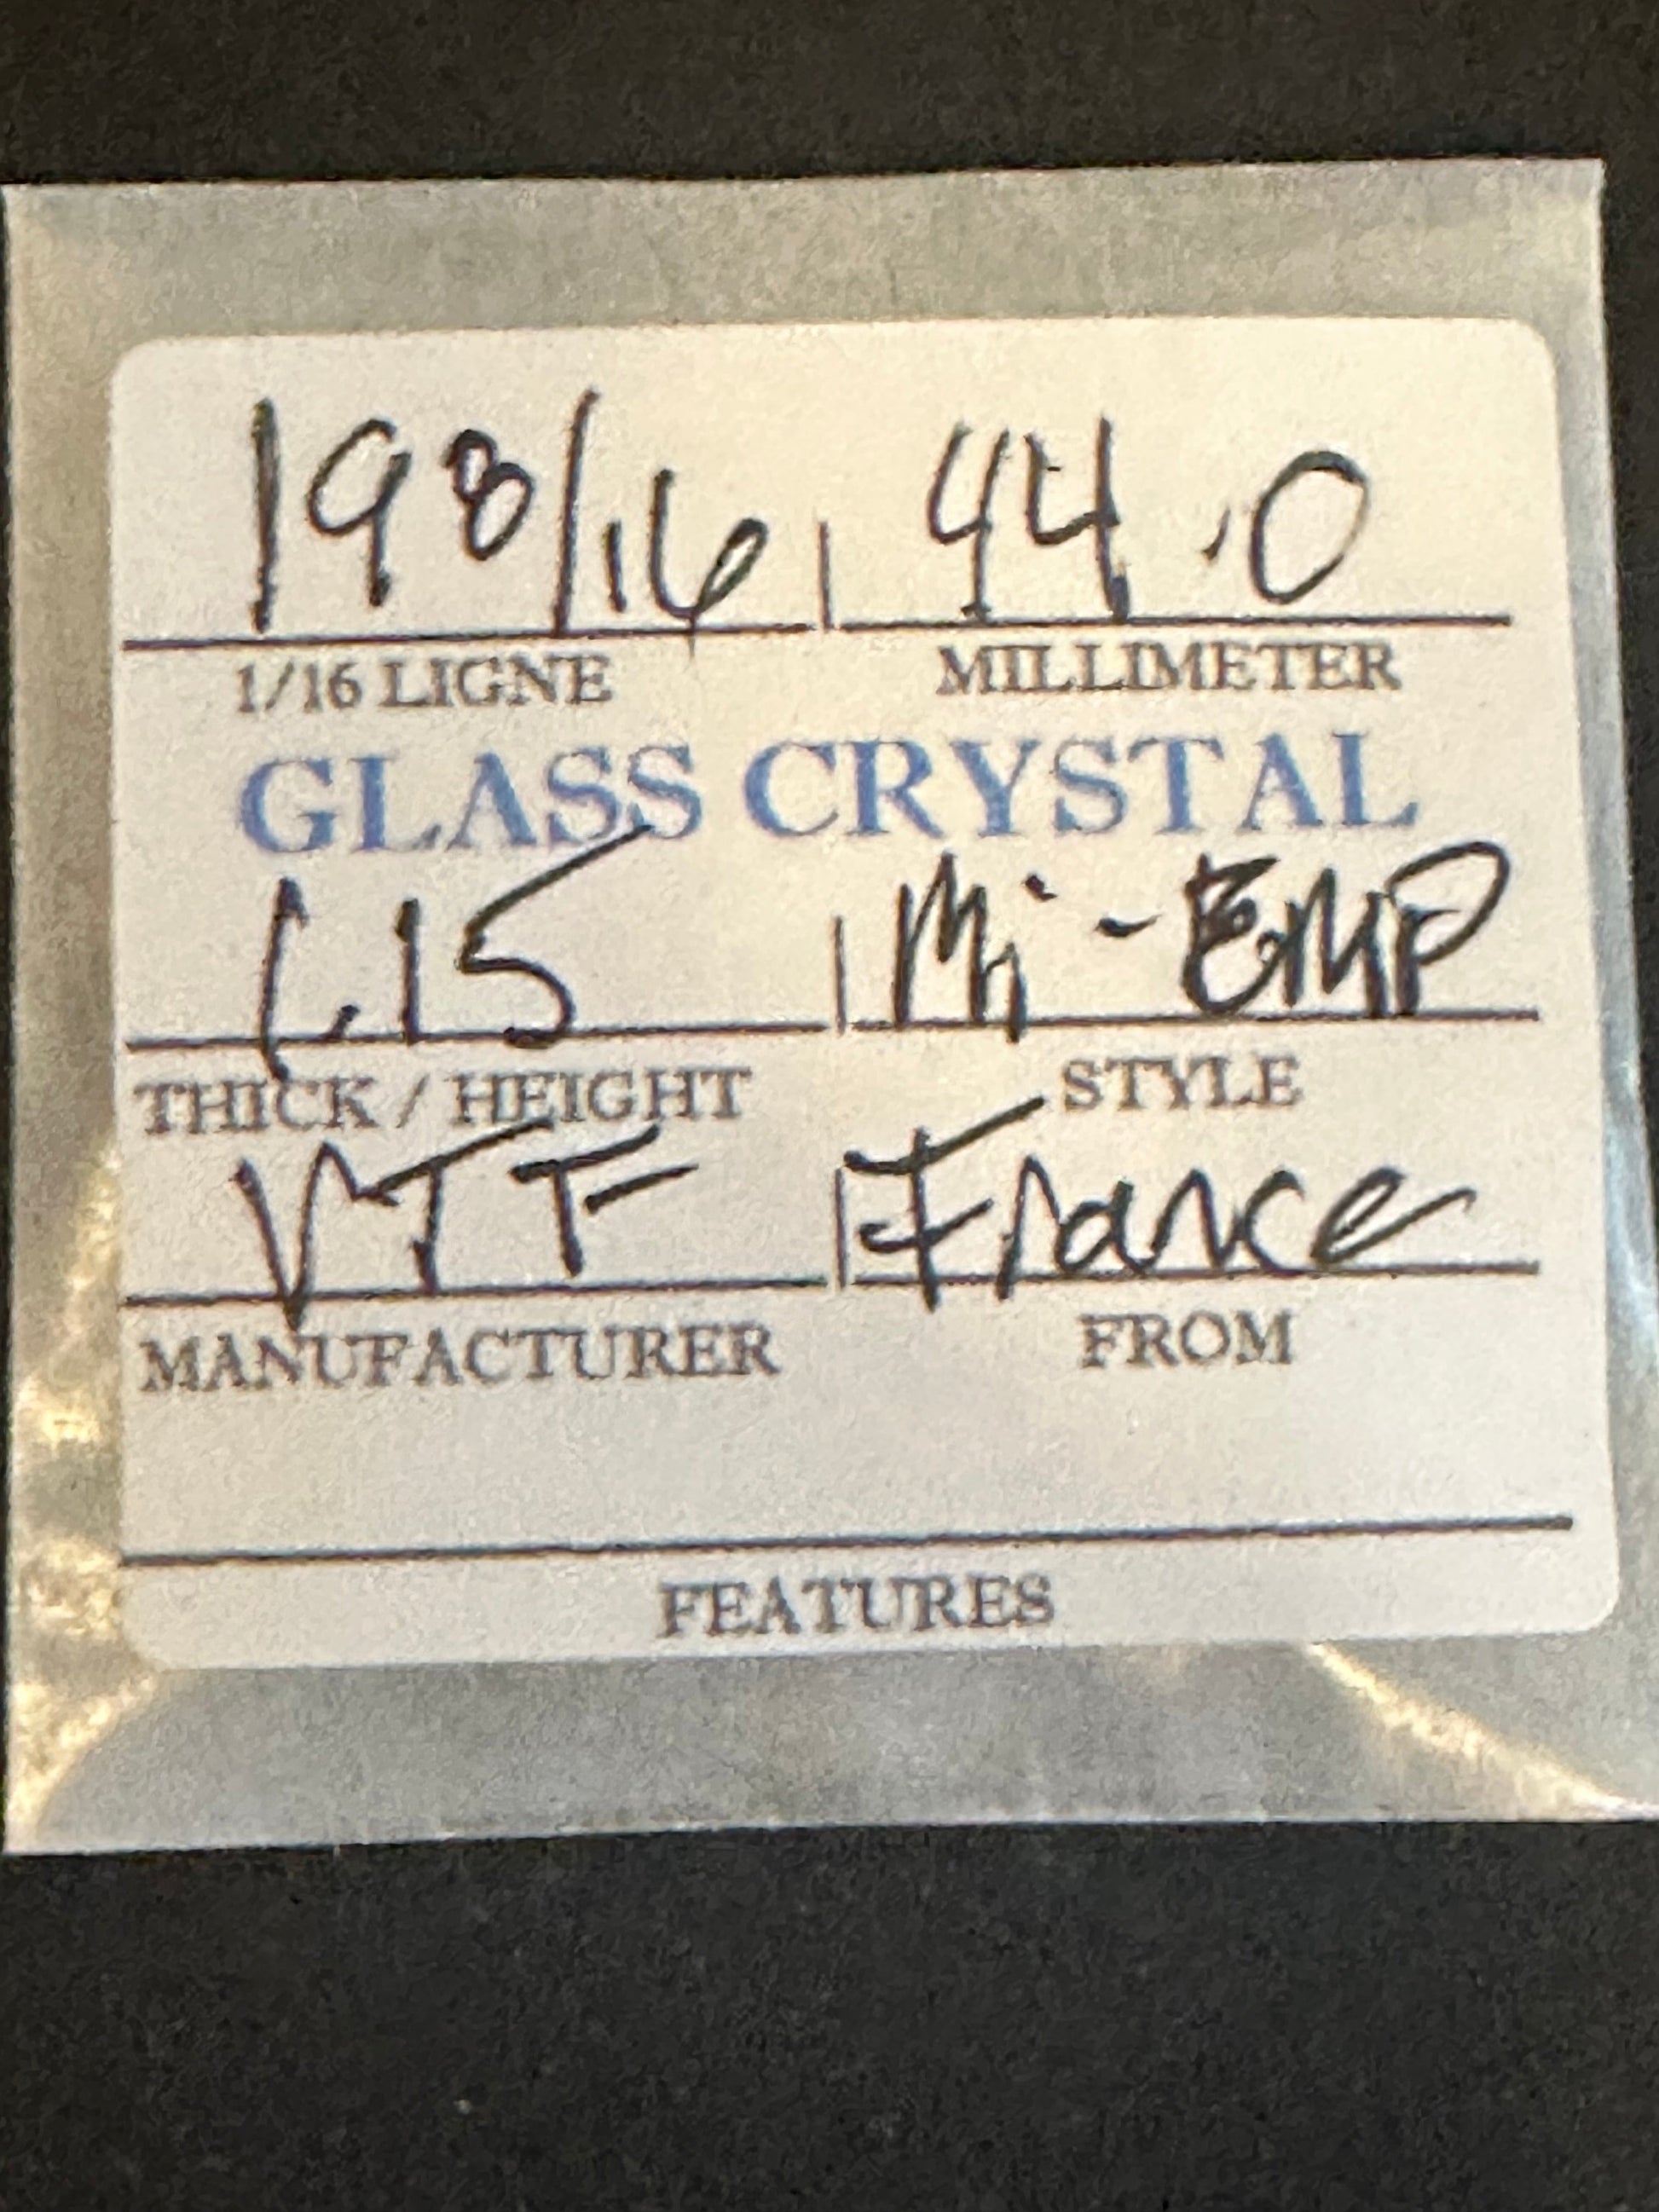 198/16 44.0
1/16 LIGNE MILLIMETER
GLASS CRYSTAL
1.15 Mi-EMP
THICK / HEIGHT STYLE
VTF France
MANUFACTURER FROM
FEATURES